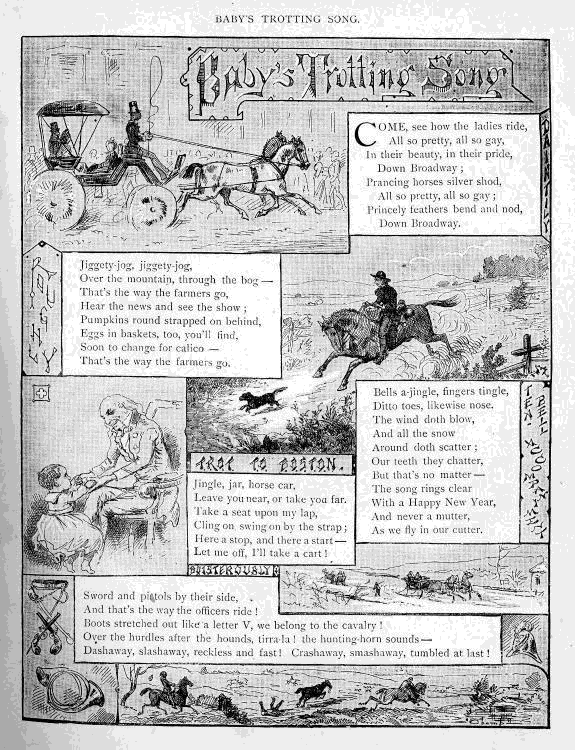 BABY'S TROTTING SONG.
Baby's Trotting Song
COME, see how the ladies ride,
All so pretty, all so gay,
In their beauty, in their pride,
Down Broadway;
Prancing horses silver shod,
All so pretty, all so gay;
Princely feathers bend and nod,
Down Broadway.
Jiggety-jog, jiggety-jog,
Over the mountain, through the bog—
That's the way the farmers go,
Hear the news and see the show;
Pumpkins round strapped on behind,
Eggs in baskets, too, you'll find,
Soon to change for calico—
That's the way the farmers go.
Bells a-jingle, fingers tingle,
Ditto toes, likewise nose.
The wind doth blow,
And all the snow
Around doth scatter;
Our teeth they chatter,
But that's no matter—
The song rings clear
With a Happy New Year,
And never a mutter,
As we fly in our cutter.
TROT TO BOSTON.
Jingle, jar, horse car,
Leave you near, or take you far.
Take a seat upon my lap,
Cling on swing on by the strap;
Here a stop, and there a start—
Let me off, I'll take a cart!
BOISTEROUSLY
Sword and pistols by their side,
And that's the way the officers ride!
Boots stretched out like a letter V, we belong to the cavalry!
Over the hurdles after the hounds, tirra-la! the hunting-horn sounds—
Dashaway, slashaway, reckless and fast! Crashaway, smashaway, tumbled at last!